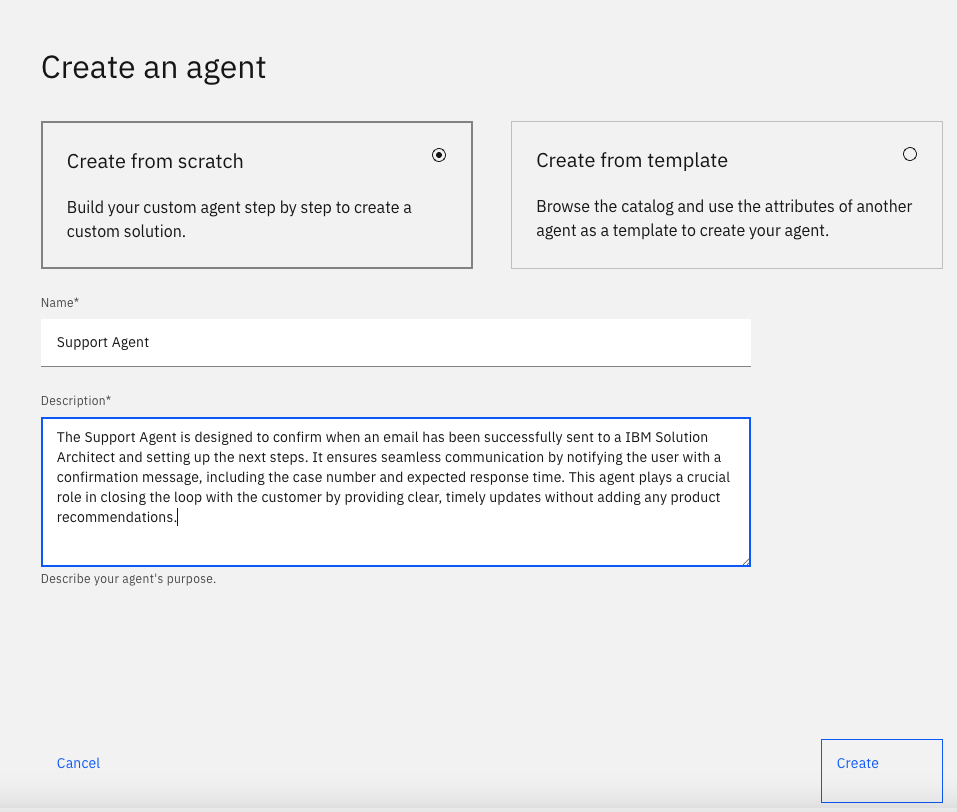 Create an agent
Create from scratch
Build your custom agent step by step to create a
custom solution.
Create from template
Browse the catalog and use the attributes of another
agent as a template to create your agent.
Name*
Support Agent
Description*
The Support Agent is designed to confirm when an email has been successfully sent to a IBM Solution
Architect and setting up the next steps. It ensures seamless communication by notifying the user with a
confirmation message, including the case number and expected response time. This agent plays a crucial
role in closing the loop with the customer by providing clear, timely updates without adding any product
recommendations.
Describe your agent's purpose.
Cancel
Create